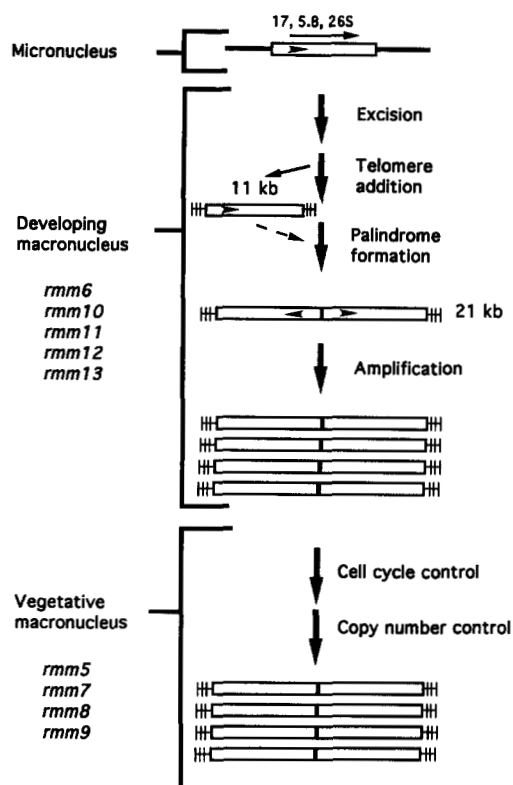 17, 5.8, 26S
Micronucleus
Excision
Telomere
addition
11 kb
Developing
macronucleus
Palindrome
formation
rmm6
rmm10
rmm11
rmm12
rmm13
21 kb
Amplification
Cell cycle control
Vegetative
macronucleus
Copy number control
rmm5
rmm7
rmm8
rmm9